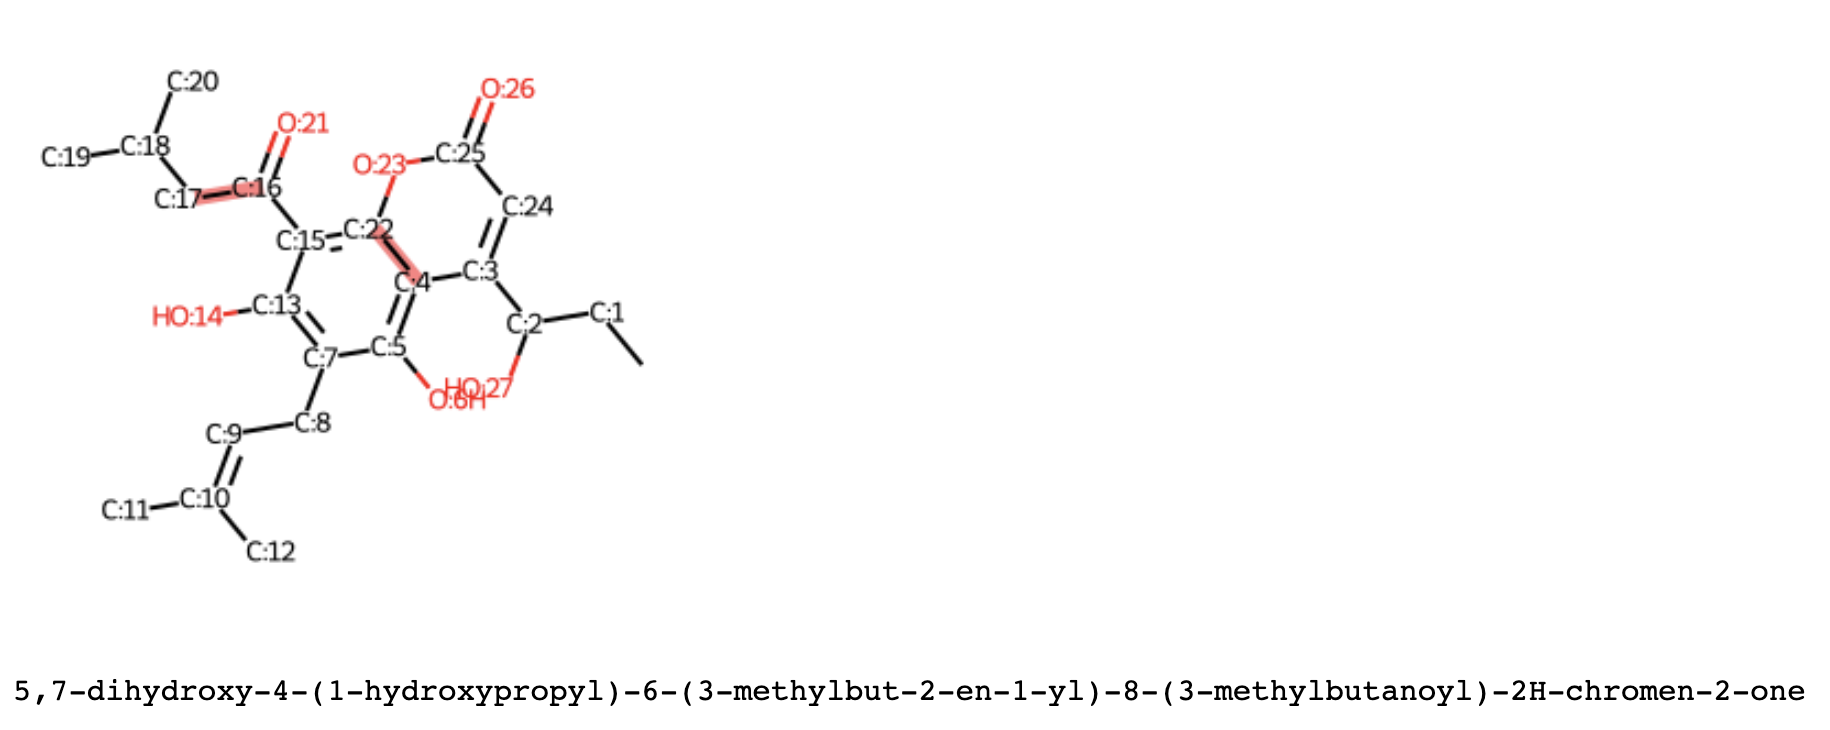 C:20
O:26
O:21
C:19
C:18
O:23
C:25
C:17
C:16
C:24
C:15
C:22
C:4
C:3
HO:14
C:13
C:2
C:1
C:7
C:5
HO:27
O:6H
C:9
C:8
C:11
C:10
C:12
5,7-dihydroxy-4-(1-hydroxypropyl)-6-(3-methylbut-2-en-1-yl)-8-(3-methylbutanoyl)-2H-chromen-2-one